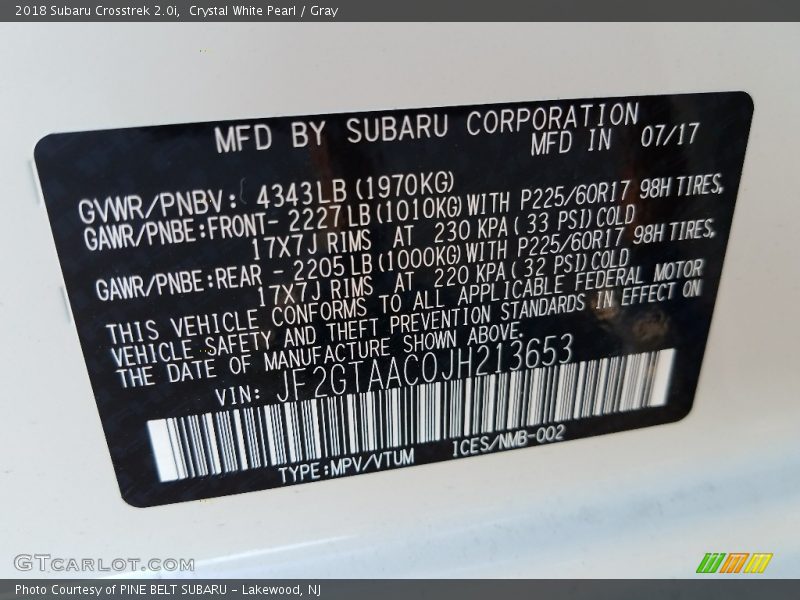 2018 Subaru Crosstrek 2.0i,  Crystal White Pearl / Gray
MFD BY SUBARU CORPORATION
MFD IN 07/17
GVWR/PNBV: 4343LB (1970KG)
GAWR/PNBE:FRONT- 2227LB (1010KG) WITH P225/60R17 98H TIRES,
17X7J RIMS AT 230 KPA ( 33 PSI) COLD
GAWR/PNBE:REAR - 2205LB (1000KG) WITH P225/60R17 98H TIRES,
17X7J RIMS AT 220 KPA ( 32 PSI) COLD
THIS VEHICLE CONFORMS TO ALL APPLICABLE FEDERAL MOTOR
VEHICLE SAFETY AND THEFT PREVENTION STANDARDS IN EFFECT ON
THE DATE OF MANUFACTURE SHOWN ABOVE.
VIN: JF2GTAAC0JH213653
TYPE:MPV/VTUM ICES/NMB-002
GTCARLOT.COM
Photo Courtesy of PINE BELT SUBARU - Lakewood, NJ